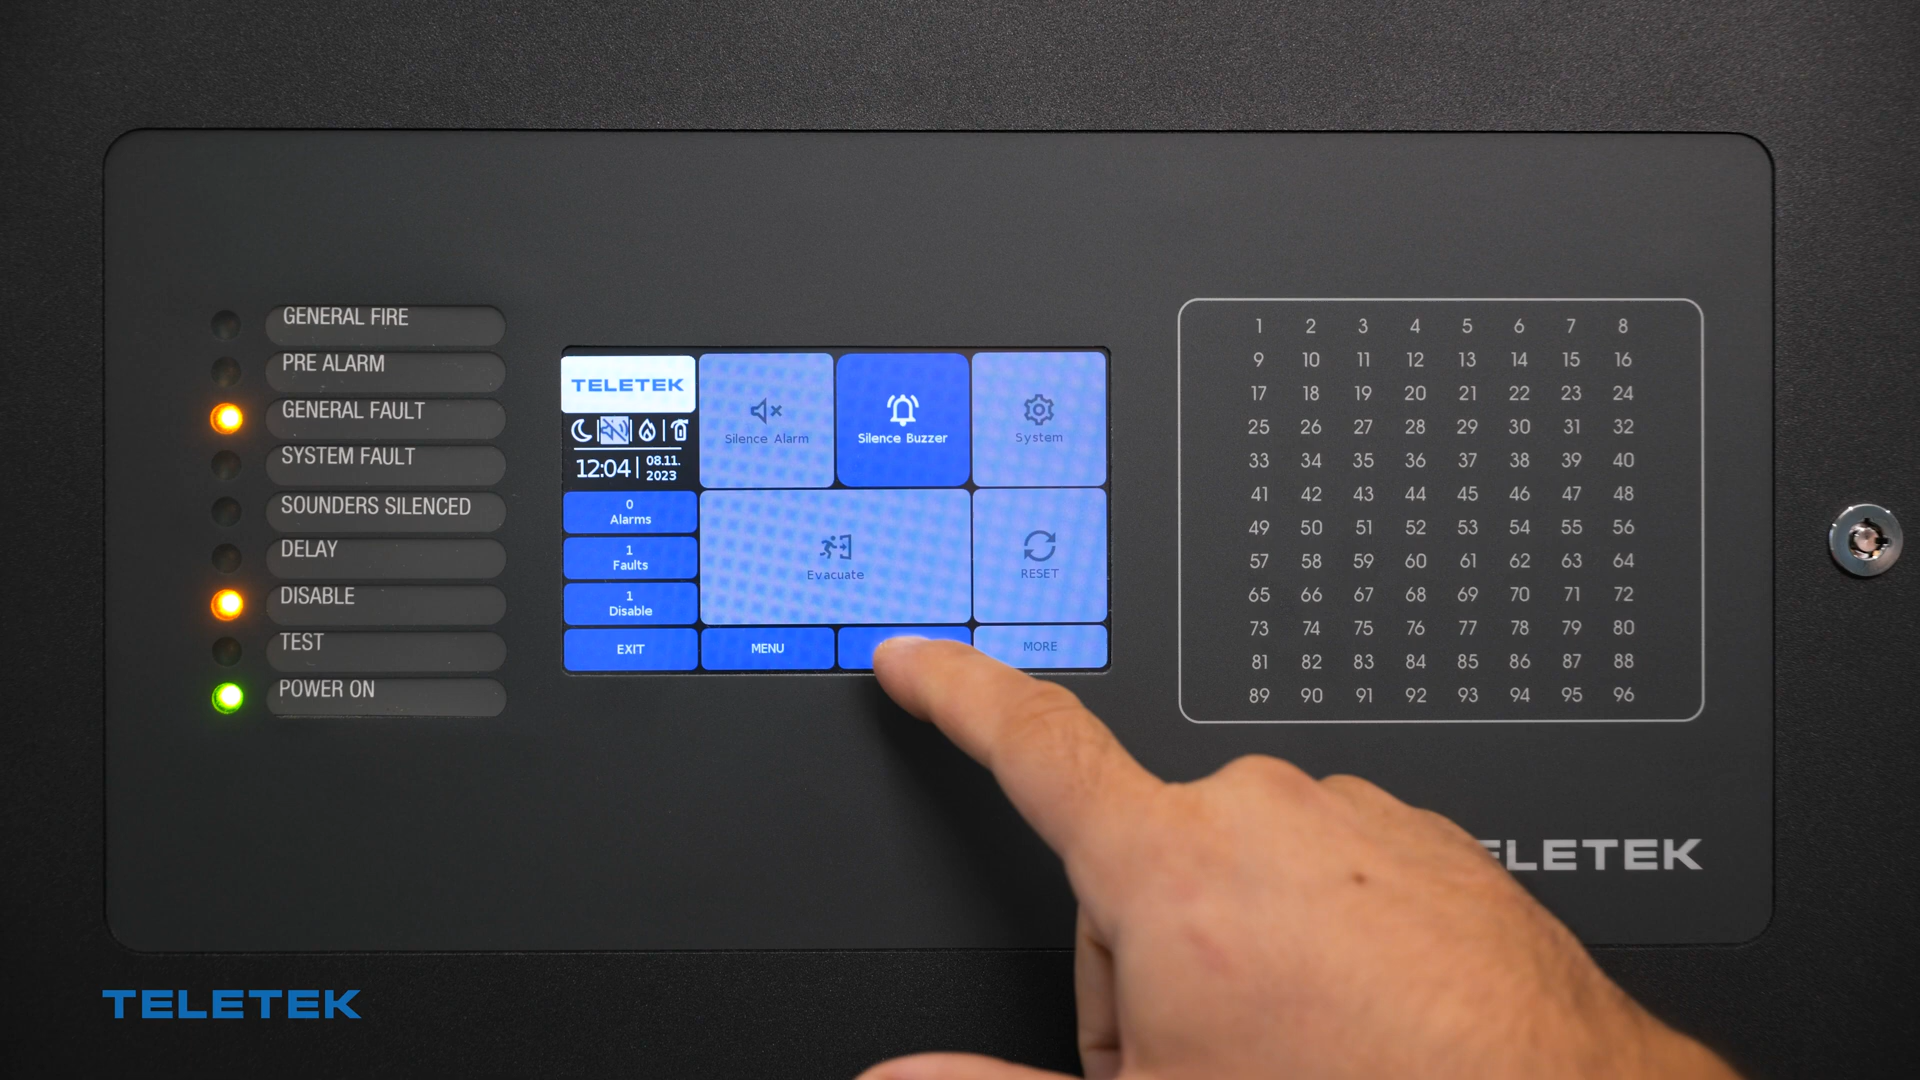 GENERAL FIRE
PRE ALARM
GENERAL FAULT
SYSTEM FAULT
SOUNDERS SILENCED
DELAY
DISABLE
TEST
POWER ON
TELETEK
12:04
08.11.
2023
0
Alarms
1
Faults
1
Disable
EXIT
Silence Alarm
Silence Buzzer
System
Evacuate
RESET
MENU
MORE
1 2 3 4 5 6 7 8
9 10 11 12 13 14 15 16
17 18 19 20 21 22 23 24
25 26 27 28 29 30 31 32
33 34 35 36 37 38 39 40
41 42 43 44 45 46 47 48
49 50 51 52 53 54 55 56
57 58 59 60 61 62 63 64
65 66 67 68 69 70 71 72
73 74 75 76 77 78 79 80
81 82 83 84 85 86 87 88
89 90 91 92 93 94 95 96
ELETEK
TELETEK